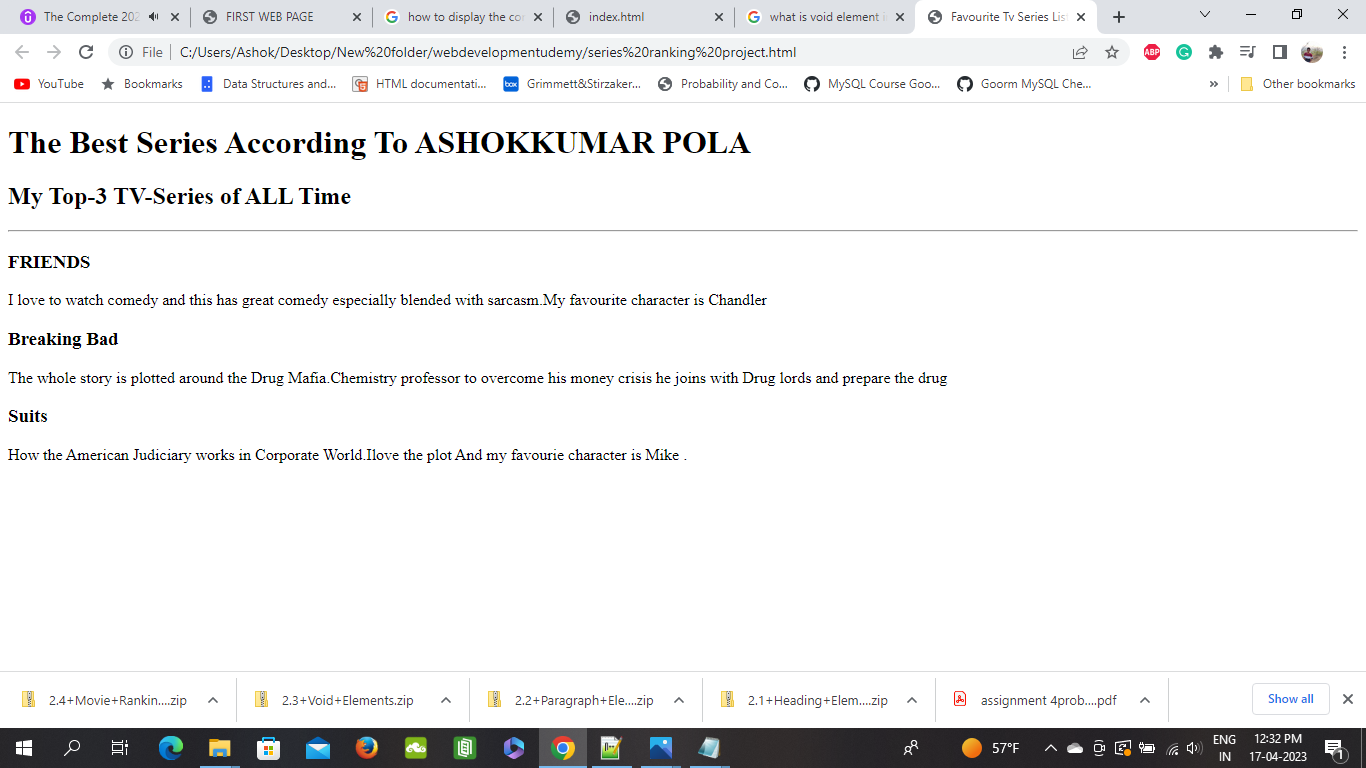 The Complete 202
FIRST WEB PAGE
how to display the con
index.html
what is void element i
Favourite Tv Series List
File
C:/Users/Ashok/Desktop/New%20folder/webdevelopmentudemy/series%20ranking%20project.html
ABP
YouTube
Bookmarks
Data Structures and...
HTML documentati...
box
Grimmett&Stirzaker...
Probability and Co...
MySQL Course Goo...
Goorm MySQL Che...
»
Other bookmarks
The Best Series According To ASHOKKUMAR POLA
My Top-3 TV-Series of ALL Time
FRIENDS
I love to watch comedy and this has great comedy especially blended with sarcasm.My favourite character is Chandler
Breaking Bad
The whole story is plotted around the Drug Mafia.Chemistry professor to overcome his money crisis he joins with Drug lords and prepare the drug
Suits
How the American Judiciary works in Corporate World.Ilove the plot And my favourie character is Mike .
2.4+Movie+Rankin....zip
2.3+Void+Elements.zip
2.2+Paragraph+Ele....zip
2.1+Heading+Elem....zip
assignment 4prob....pdf
Show all
57°F
ENG
IN
12:32 PM
17-04-2023
1